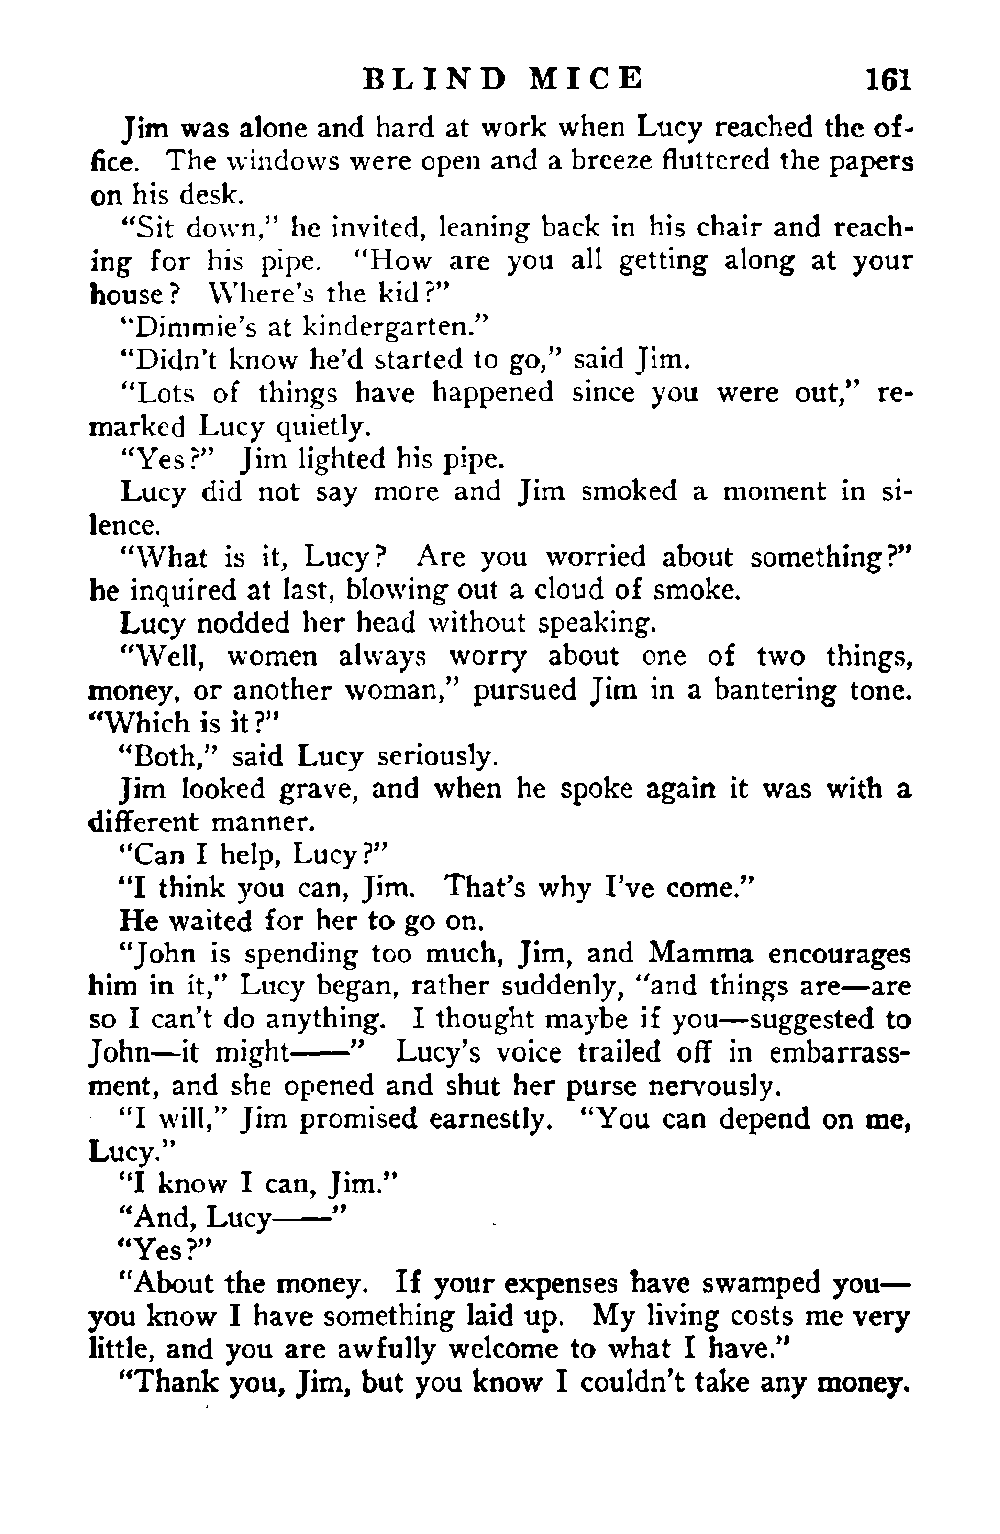 BLIND MICE 161
Jim was alone and hard at work when Lucy reached the of-
fice. The windows were open and a breeze fluttered the papers
on his desk.
“Sit down,” he invited, leaning back in his chair and reach-
ing for his pipe. “How are you all getting along at your
house? Where’s the kid?”
“Dimmie’s at kindergarten.”
“Didn’t know he’d started to go,” said Jim.
“Lots of things have happened since you were out,” re-
marked Lucy quietly.
“Yes?” Jim lighted his pipe.
Lucy did not say more and Jim smoked a moment in si-
lence.
“What is it, Lucy? Are you worried about something?”
he inquired at last, blowing out a cloud of smoke.
Lucy nodded her head without speaking.
“Well, women always worry about one of two things,
money, or another woman,” pursued Jim in a bantering tone.
“Which is it?”
“Both,” said Lucy seriously.
Jim looked grave, and when he spoke again it was with a
different manner.
“Can I help, Lucy?”
“I think you can, Jim. That’s why I’ve come.”
He waited for her to go on.
“John is spending too much, Jim, and Mamma encourages
him in it,” Lucy began, rather suddenly, “and things are—are
so I can’t do anything. I thought maybe if you—suggested to
John—it might——” Lucy’s voice trailed off in embarrass-
ment, and she opened and shut her purse nervously.
“I will,” Jim promised earnestly. “You can depend on me,
Lucy.”
“I know I can, Jim.”
“And, Lucy——”
“Yes?”
“About the money. If your expenses have swamped you—
you know I have something laid up. My living costs me very
little, and you are awfully welcome to what I have.”
“Thank you, Jim, but you know I couldn’t take any money.